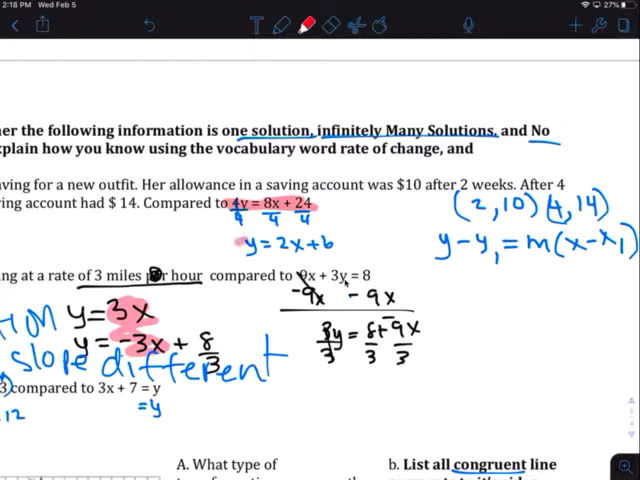 2:18 PM Wed Feb 5
27%
her the following information is one solution, infinitely Many Solutions, and No
xplain how you know using the vocabulary word rate of change, and
aving for a new outfit. Her allowance in a saving account was $10 after 2 weeks. After 4
ving account had $ 14. Compared to 4y = 8x + 24
4 4 4
(2, 10) (4, 14)
y = 2x + b
y - y₁ = m(x - x₁)
ing at a rate of 3 miles per hour compared to 9x + 3y = 8
-9x - 9x
y = 3x
3y = 8 + -9x
3 3 3
y = -3x + 8/3
slope different
3) compared to 3x + 7 = y
12 = y
A. What type of
b. List all congruent line